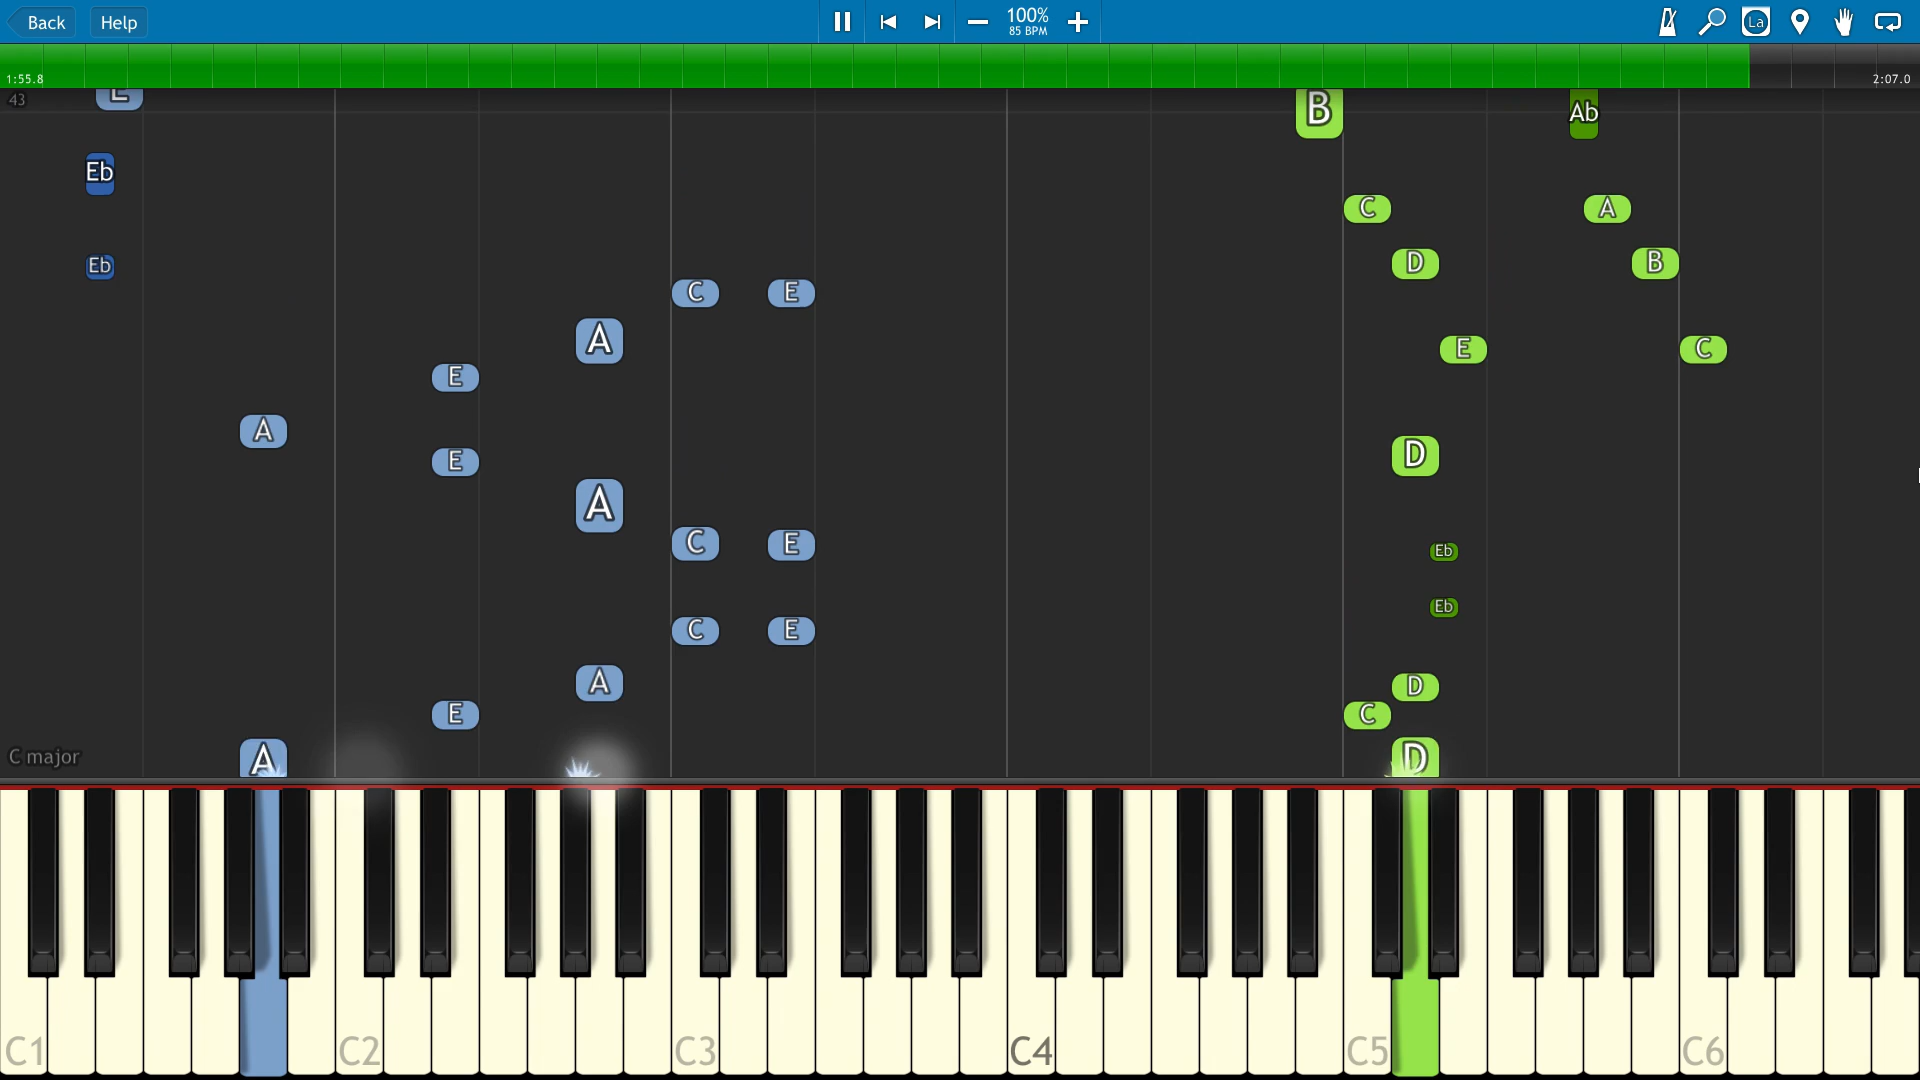 Back Help 100% La
85 BPM
1:55.8 2:07.0
43 E B Ab
Eb
C A
Eb D B
C E
A E C
E
A
E D
A
C E Eb
Eb
C E
A D
E C
C major A D
C1 C2 C3 C4 C5 C6